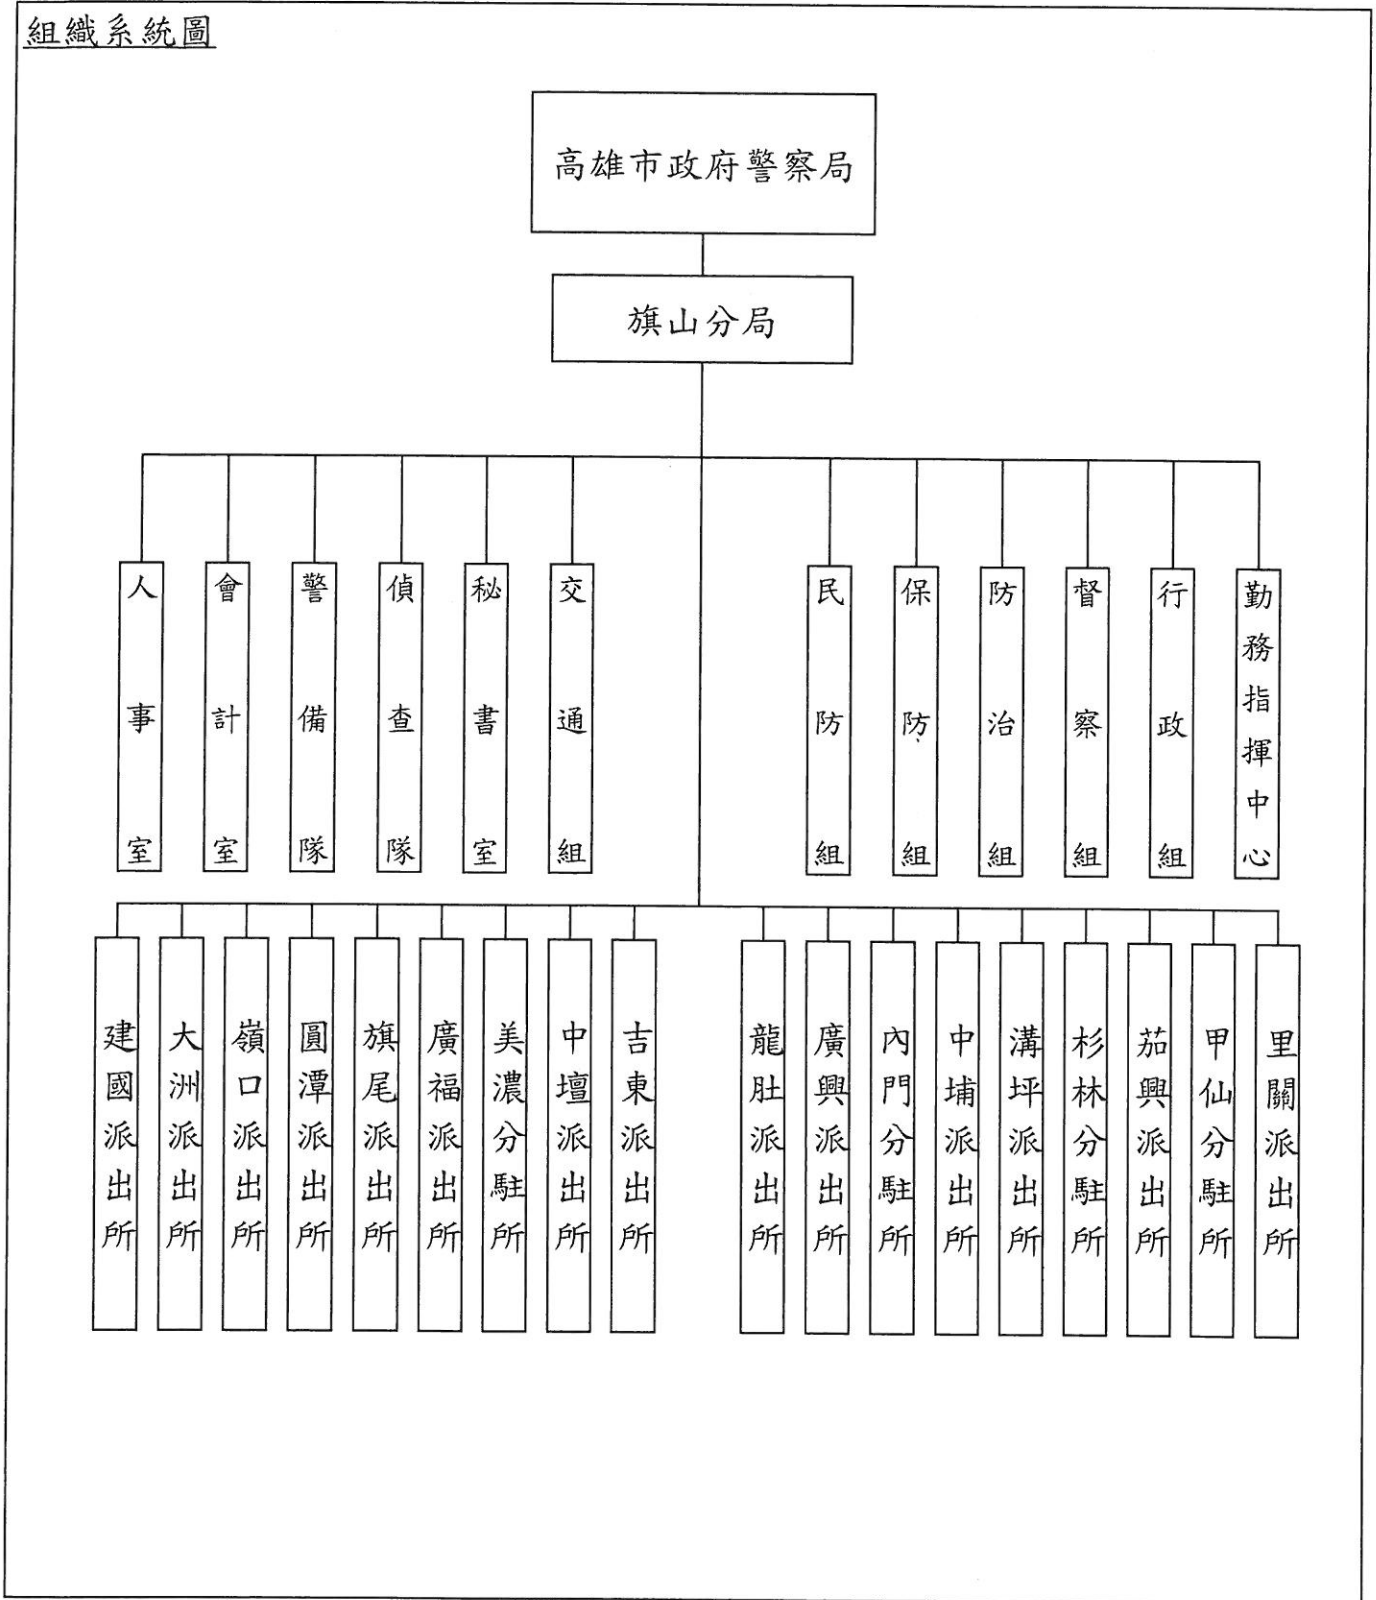 組織系統圖
高雄市政府警察局
旗山分局
人事室
會計室
警備隊
偵查隊
秘書室
交通組
民防組
保防組
防治組
督察組
行政組
勤務指揮中心
建國派出所
大洲派出所
嶺口派出所
圓潭派出所
旗尾派出所
廣福派出所
美濃分駐所
中壇派出所
吉東派出所
龍肚派出所
廣興派出所
內門分駐所
中埔派出所
溝坪派出所
杉林分駐所
茄興派出所
甲仙分駐所
里關派出所